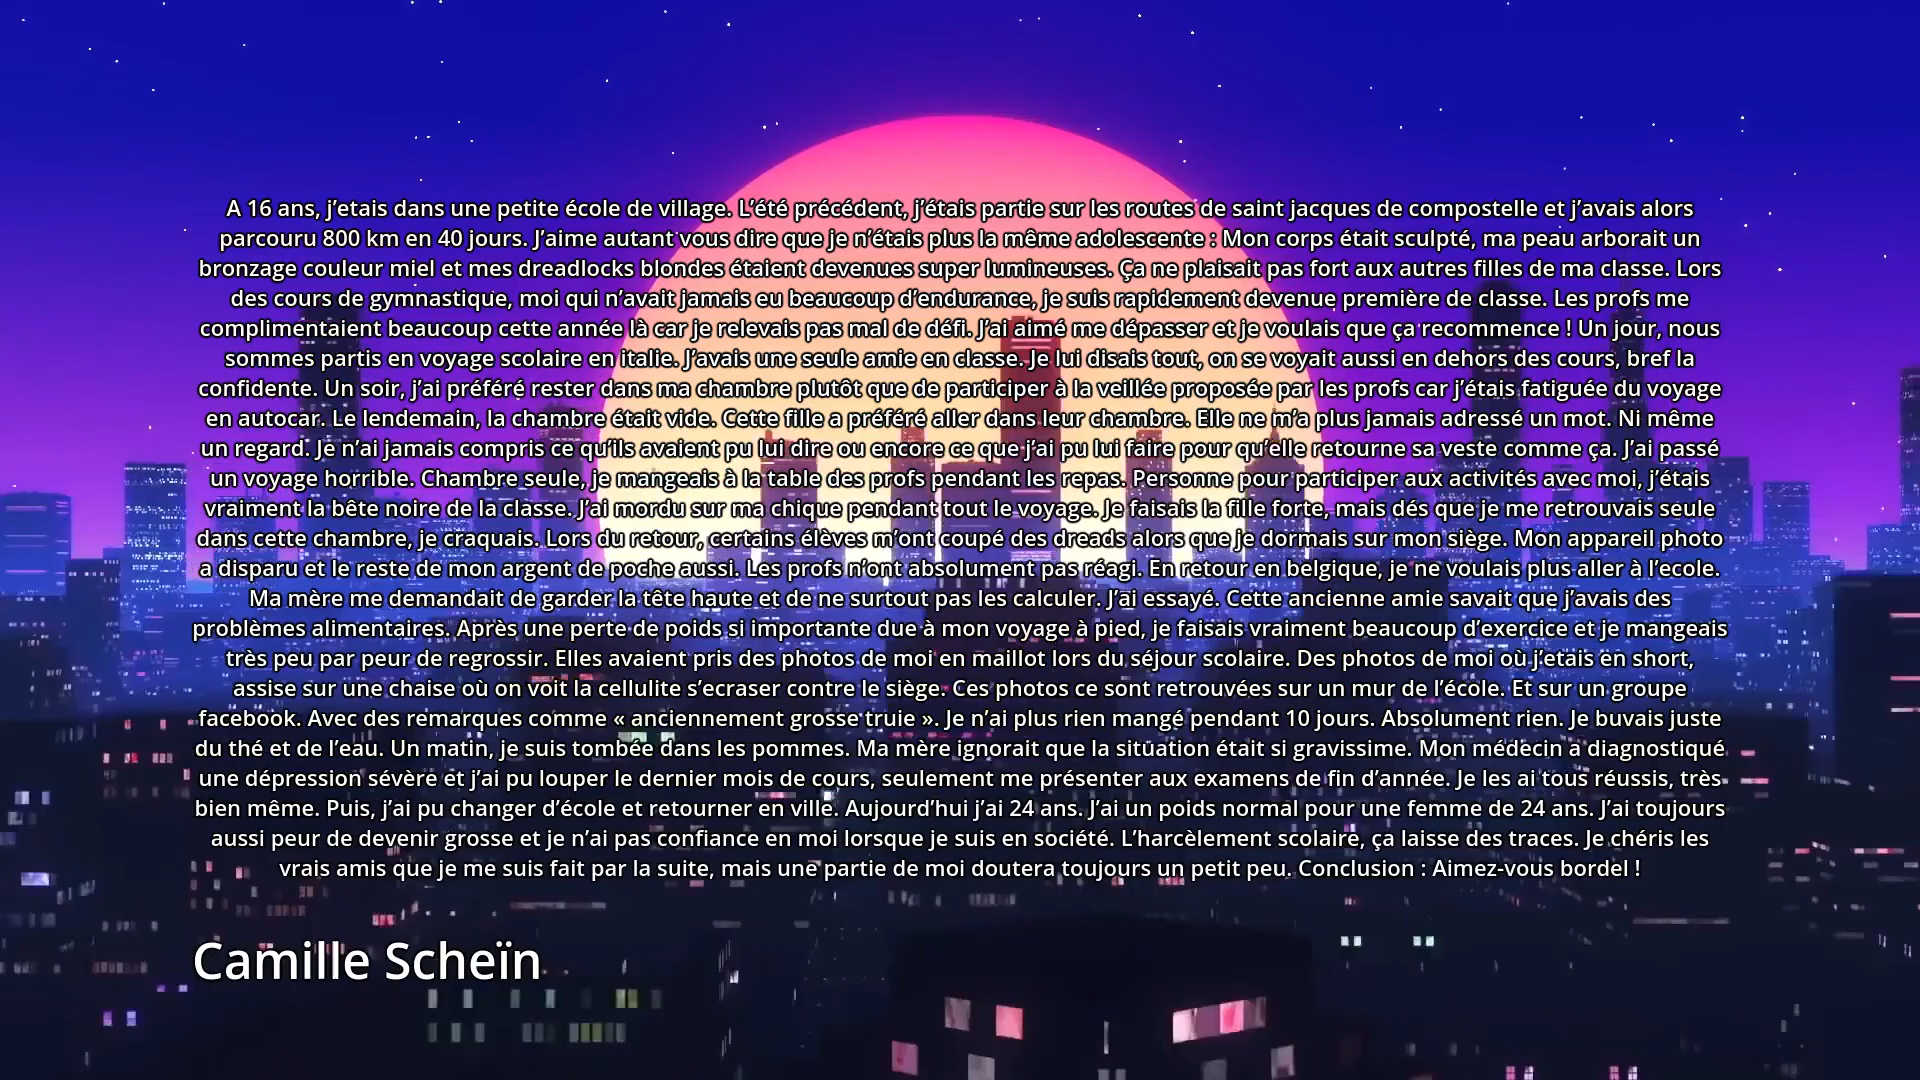 A 16 ans, j’etais dans une petite école de village. L’été précédent, j’étais partie sur les routes de saint jacques de compostelle et j’avais alors
parcouru 800 km en 40 jours. J’aime autant vous dire que je n’étais plus la même adolescente : Mon corps était sculpté, ma peau arborait un
bronzage couleur miel et mes dreadlocks blondes étaient devenues super lumineuses. Ça ne plaisait pas fort aux autres filles de ma classe. Lors
des cours de gymnastique, moi qui n’avait jamais eu beaucoup d’endurance, je suis rapidement devenue première de classe. Les profs me
complimentaient beaucoup cette année là car je relevais pas mal de défi. J’ai aimé me dépasser et je voulais que ça recommence ! Un jour, nous
sommes partis en voyage scolaire en italie. J’avais une seule amie en classe. Je lui disais tout, on se voyait aussi en dehors des cours, bref la
confidente. Un soir, j’ai préféré rester dans ma chambre plutôt que de participer à la veillée proposée par les profs car j’étais fatiguée du voyage
en autocar. Le lendemain, la chambre était vide. Cette fille a préféré aller dans leur chambre. Elle ne m’a plus jamais adressé un mot. Ni même
un regard. Je n’ai jamais compris ce qu’ils avaient pu lui dire ou encore ce que j’ai pu lui faire pour qu’elle retourne sa veste comme ça. J’ai passé
un voyage horrible. Chambre seule, je mangeais à la table des profs pendant les repas. Personne pour participer aux activités avec moi, j’étais
vraiment la bête noire de la classe. J’ai mordu sur ma chique pendant tout le voyage. Je faisais la fille forte, mais dés que je me retrouvais seule
dans cette chambre, je craquais. Lors du retour, certains élèves m’ont coupé des dreads alors que je dormais sur mon siège. Mon appareil photo
a disparu et le reste de mon argent de poche aussi. Les profs n’ont absolument pas réagi. En retour en belgique, je ne voulais plus aller à l’ecole.
Ma mère me demandait de garder la tête haute et de ne surtout pas les calculer. J’ai essayé. Cette ancienne amie savait que j’avais des
problèmes alimentaires. Après une perte de poids si importante due à mon voyage à pied, je faisais vraiment beaucoup d’exercice et je mangeais
très peu par peur de regrossir. Elles avaient pris des photos de moi en maillot lors du séjour scolaire. Des photos de moi où j’etais en short,
assise sur une chaise où on voit la cellulite s’ecraser contre le siège. Ces photos ce sont retrouvées sur un mur de l’école. Et sur un groupe
facebook. Avec des remarques comme « anciennement grosse truie ». Je n’ai plus rien mangé pendant 10 jours. Absolument rien. Je buvais juste
du thé et de l’eau. Un matin, je suis tombée dans les pommes. Ma mère ignorait que la situation était si gravissime. Mon médecin a diagnostiqué
une dépression sévère et j’ai pu louper le dernier mois de cours, seulement me présenter aux examens de fin d’année. Je les ai tous réussis, très
bien même. Puis, j’ai pu changer d’école et retourner en ville. Aujourd’hui j’ai 24 ans. J’ai un poids normal pour une femme de 24 ans. J’ai toujours
aussi peur de devenir grosse et je n’ai pas confiance en moi lorsque je suis en société. L’harcèlement scolaire, ça laisse des traces. Je chéris les
vrais amis que je me suis fait par la suite, mais une partie de moi doutera toujours un petit peu. Conclusion : Aimez-vous bordel !
Camille Scheïn